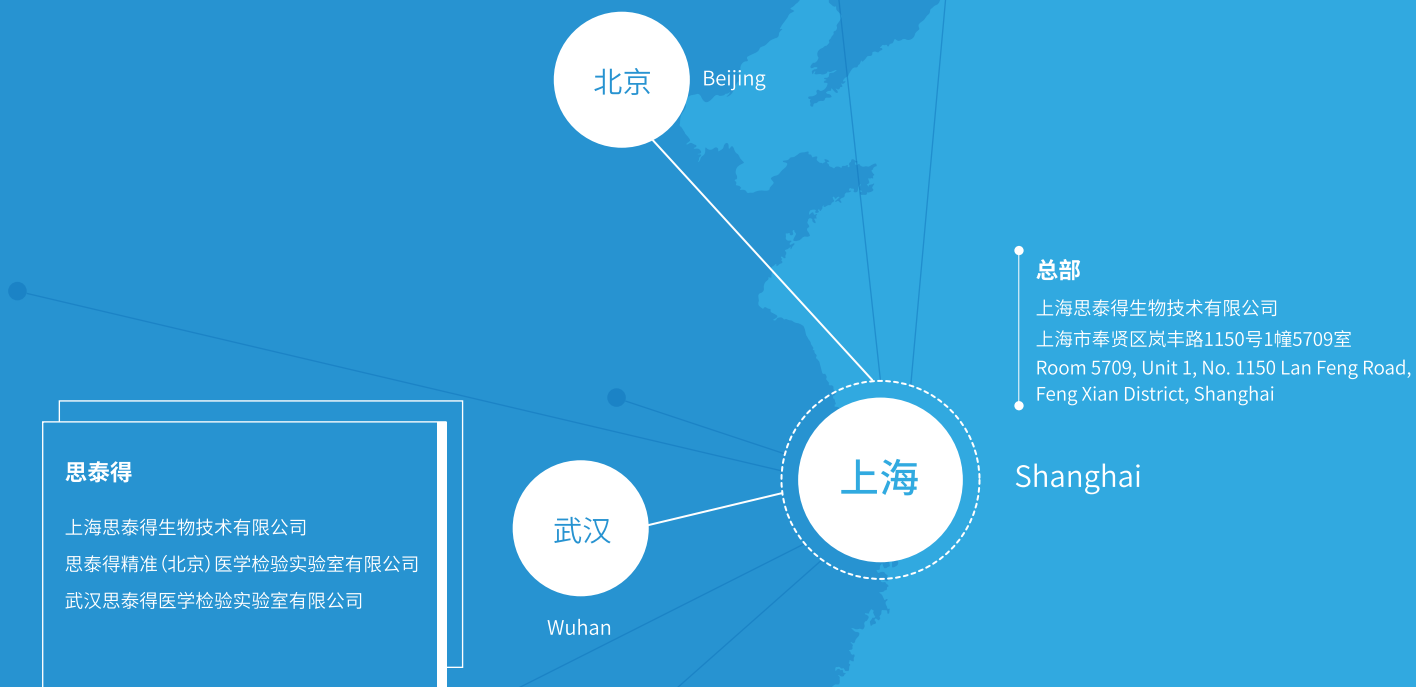 北京
Beijing
总部
上海思泰得生物技术有限公司
上海市奉贤区岚丰路1150号1幢5709室
Room 5709, Unit 1, No. 1150 Lan Feng Road,
Feng Xian District, Shanghai
上海
Shanghai
武汉
Wuhan
思泰得
上海思泰得生物技术有限公司
思泰得精准(北京)医学检验实验室有限公司
武汉思泰得医学检验实验室有限公司